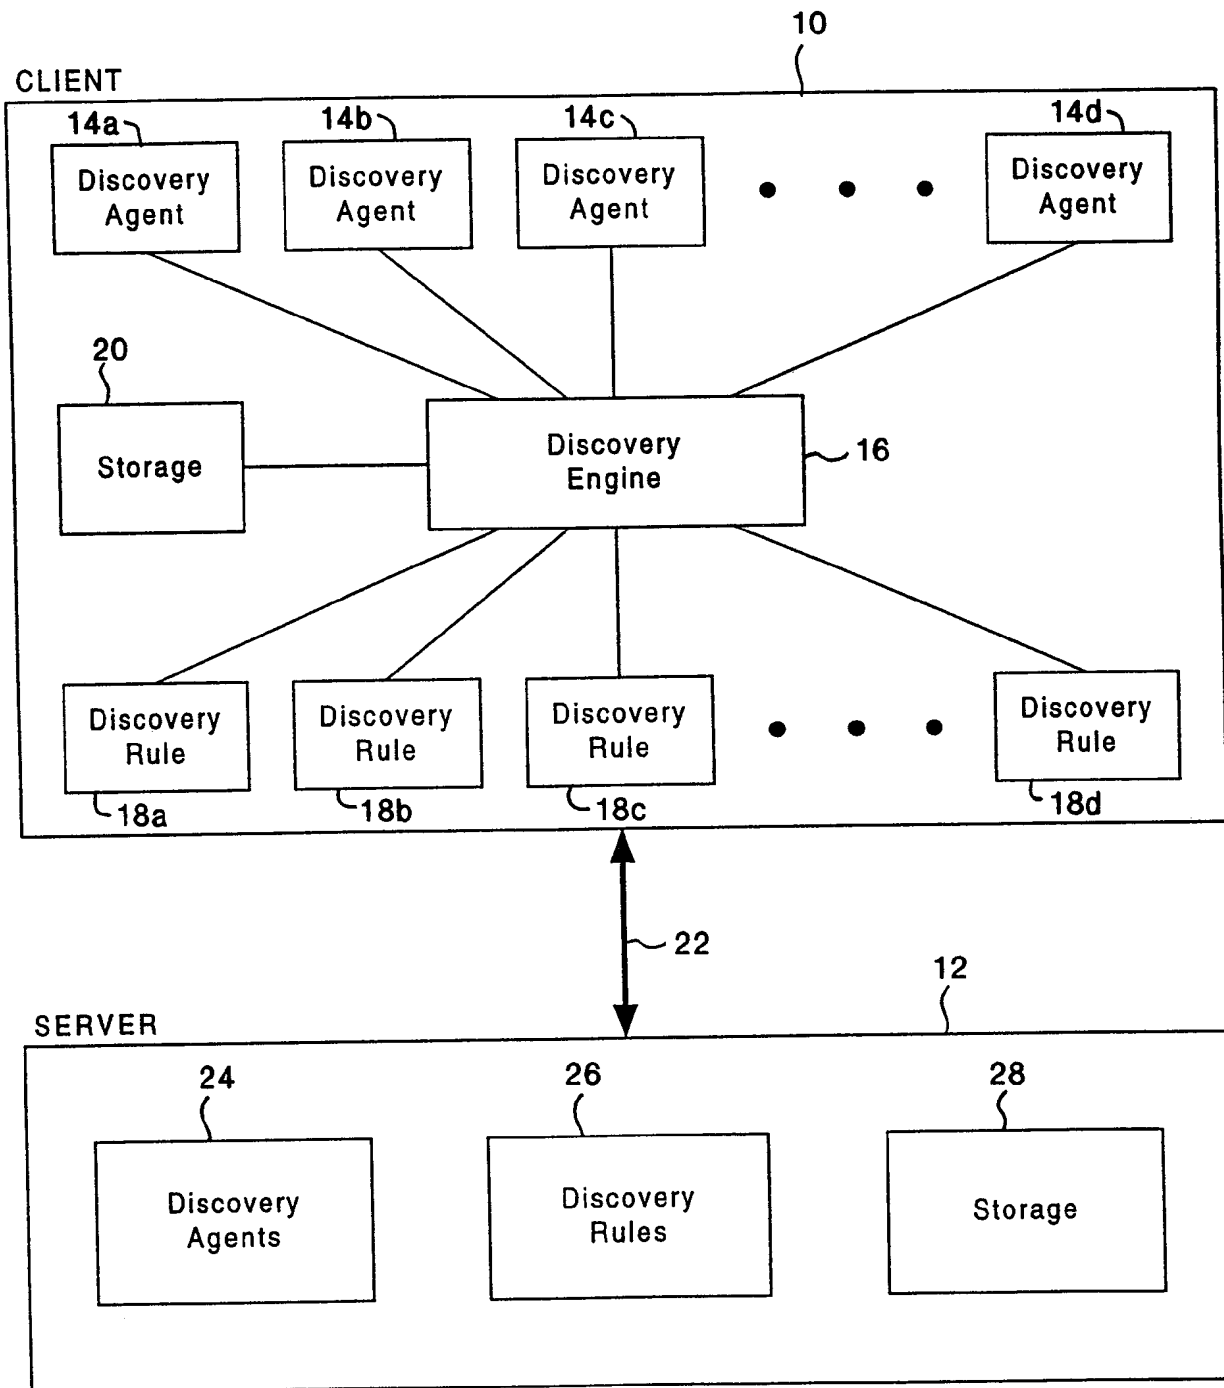 10
CLIENT
14a
14b
14c
14d
Discovery
Agent
Discovery
Agent
Discovery
Agent
Discovery
Agent
20
Storage
Discovery
Engine
16
Discovery
Rule
Discovery
Rule
Discovery
Rule
Discovery
Rule
18a
18b
18c
18d
22
12
SERVER
24
26
28
Discovery
Agents
Discovery
Rules
Storage